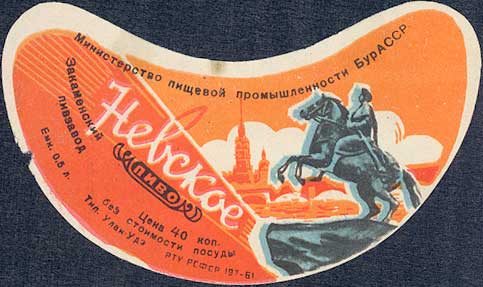 Министерство пищевой промышленности БурАССР
Закаменский
пивзавод
Емк. 0,5 л.
Невское
ПИВО
Цена 40 коп.
без стоимости посуды
Тип. Улан-Удэ
РТУ РСФСР 197-61